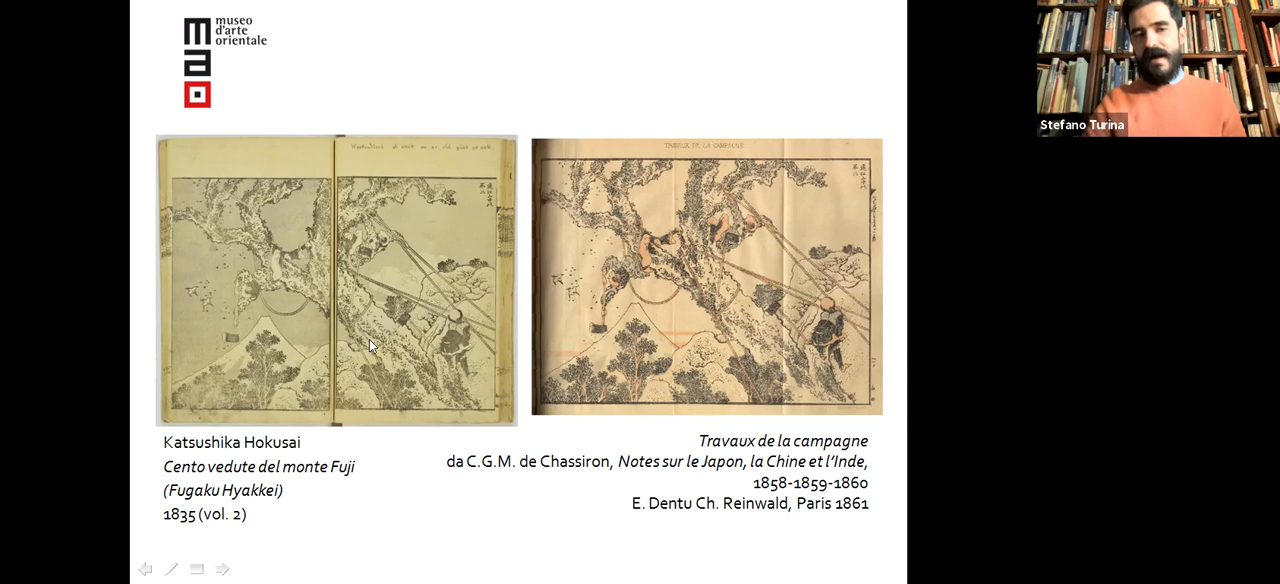 museo
d'arte
orientale
mao
Stefano Turina
TRAVAUX DE LA CAMPAGNE
Katsushika Hokusai
Cento vedute del monte Fuji
(Fugaku Hyakkei)
1835 (vol. 2)
Travaux de la campagne
da C.G.M. de Chassiron, Notes sur le Japon, la Chine et l'Inde,
1858-1859-1860
E. Dentu Ch. Reinwald, Paris 1861